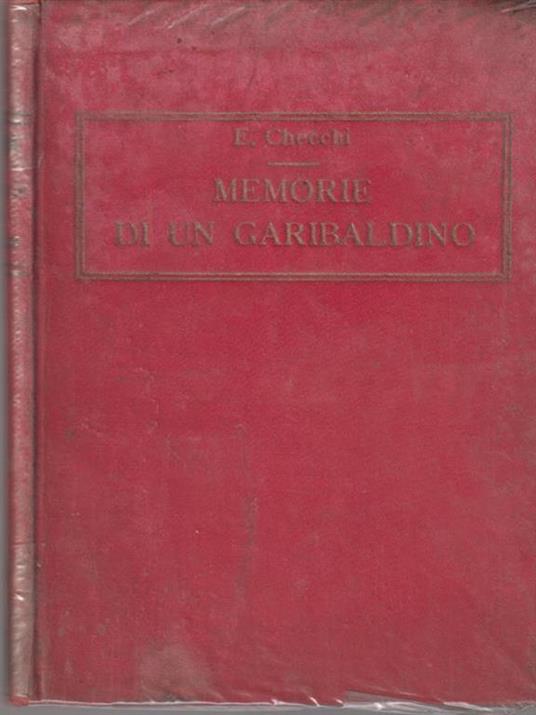 E. Checchi
MEMORIE
DI UN GARIBALDINO